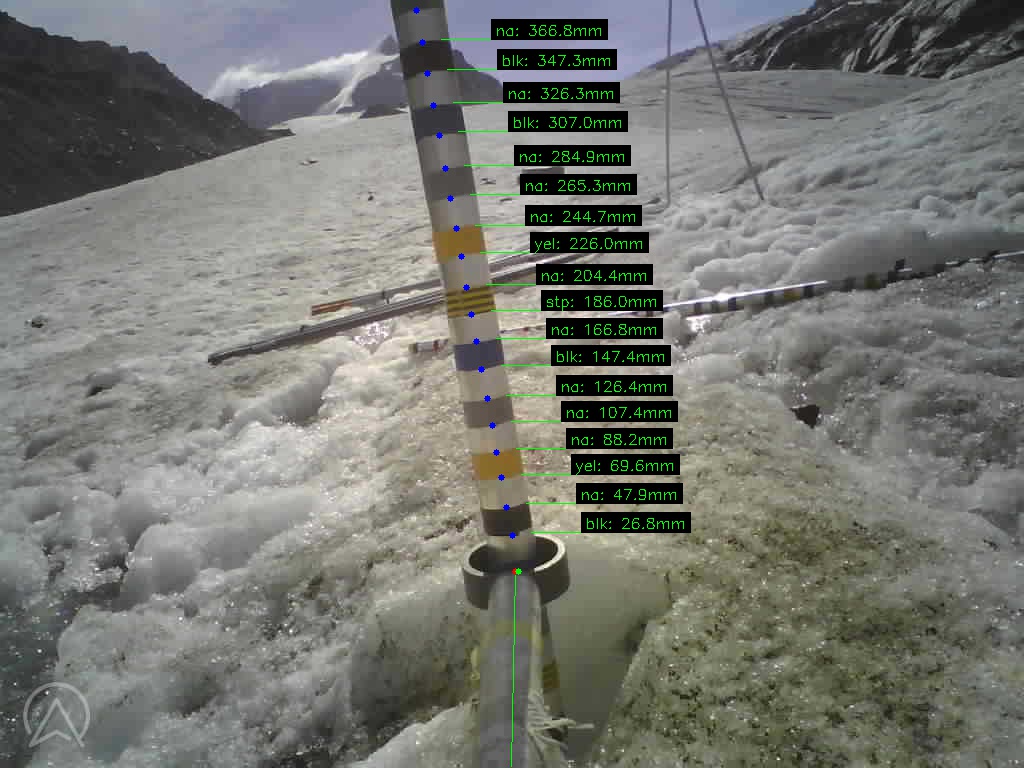 na: 366.8mm
blk: 347.3mm
na: 326.3mm
blk: 307.0mm
na: 284.9mm
na: 265.3mm
na: 244.7mm
yel: 226.0mm
na: 204.4mm
stp: 186.0mm
na: 166.8mm
blk: 147.4mm
na: 126.4mm
na: 107.4mm
na: 88.2mm
yel: 69.6mm
na: 47.9mm
blk: 26.8mm